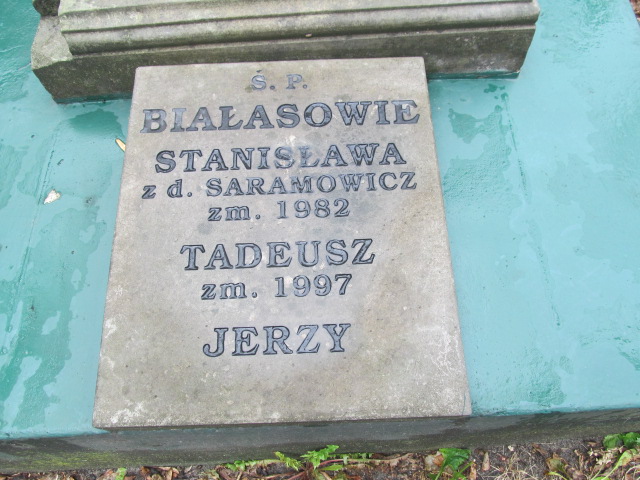 Ś. P.
BIAŁASOWIE
STANISŁAWA
z d. SARAMOWICZ
zm. 1982
TADEUSZ
zm. 1997
JERZY